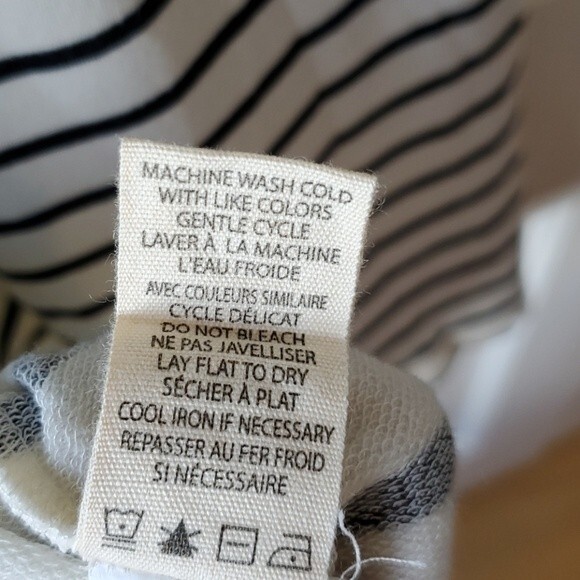 MACHINE WASH COLD
WITH LIKE COLORS
GENTLE CYCLE
LAVER À LA MACHINE
L'EAU FROIDE
AVEC COULEURS SIMILAIRE
CYCLE DÉLICAT
DO NOT BLEACH
NE PAS JAVELLISER
LAY FLAT TO DRY
SÉCHER À PLAT
COOL IRON IF NECESSARY
RÉPASSER AU FER FROID
SI NÉCESSAIRE